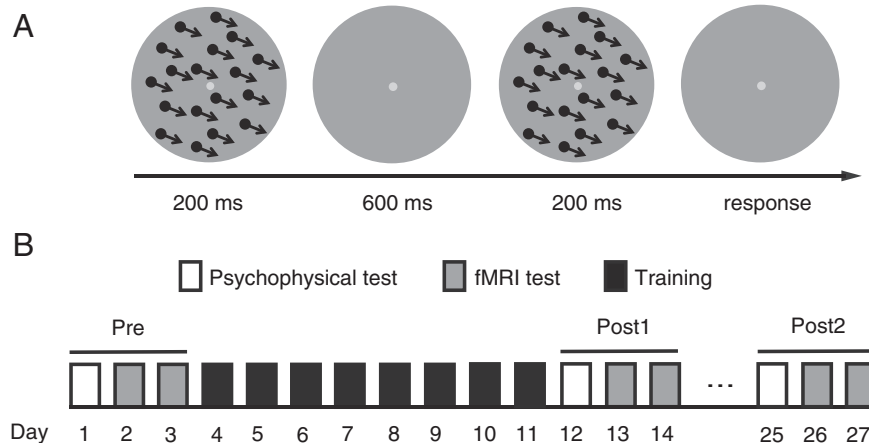 A
200 ms 600 ms 200 ms response
B
Psychophysical test fMRI test Training
Pre Post1 Post2
...
Day 1 2 3 4 5 6 7 8 9 10 11 12 13 14 25 26 27